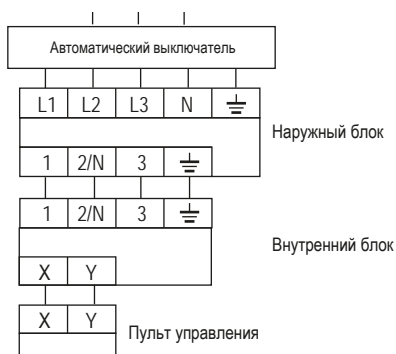 Автоматический выключатель
L1 L2 L3 N
Наружный блок
1 2/N 3
1 2/N 3
Внутренний блок
X Y
X Y
Пульт управления